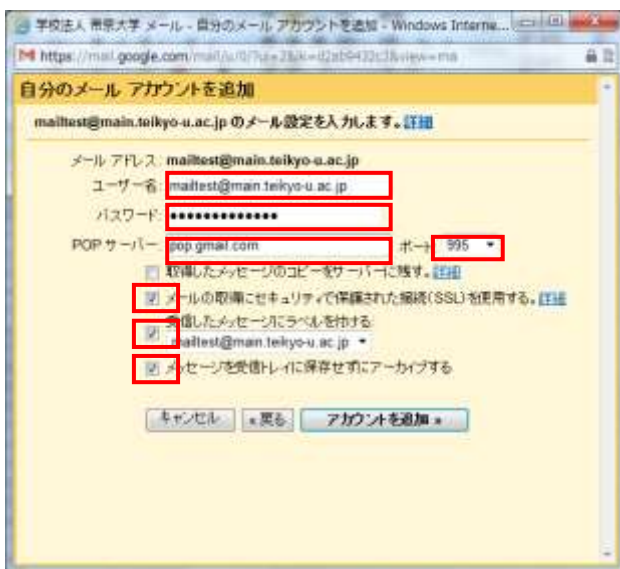 学校法人 帝京大学 メール - 自分のメール アカウントを追加 - Windows Interne...
https://mail.google.com/mail/u/0/?ui=2&ik=
自分のメール アカウントを追加
mailtest@main.teikyo-u.ac.jp のメール設定を入力します。詳細
メール アドレス: mailtest@main.teikyo-u.ac.jp
ユーザー名: mailtest@main.teikyo-u.ac.jp
パスワード: •••••••••••••
POP サーバー: pop.gmail.com ポート: 995
取得したメッセージのコピーをサーバーに残す。詳細
メールの取得にセキュリティで保護された接続(SSL)を使用する。詳細
受信したメッセージにラベルを付ける:
mailtest@main.teikyo-u.ac.jp
メッセージを受信トレイに保存せずにアーカイブする
キャンセル « 戻る アカウントを追加 »